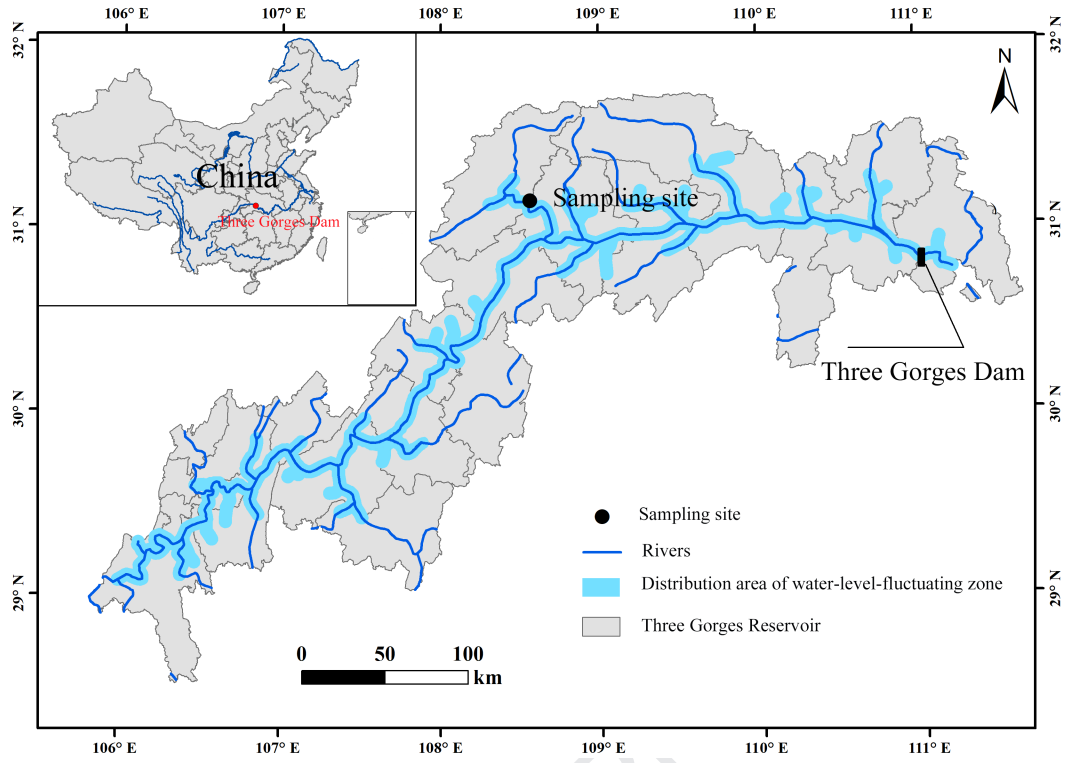 106° E 107° E 108° E 109° E 110° E 111° E
32° N
32° N
N
China
Three Gorges Dam
Sampling site
31° N
31° N
Three Gorges Dam
30° N
30° N
Sampling site
Rivers
Distribution area of water-level-fluctuating zone
Three Gorges Reservoir
29° N
29° N
0 50 100
km
106° E 107° E 108° E 109° E 110° E 111° E